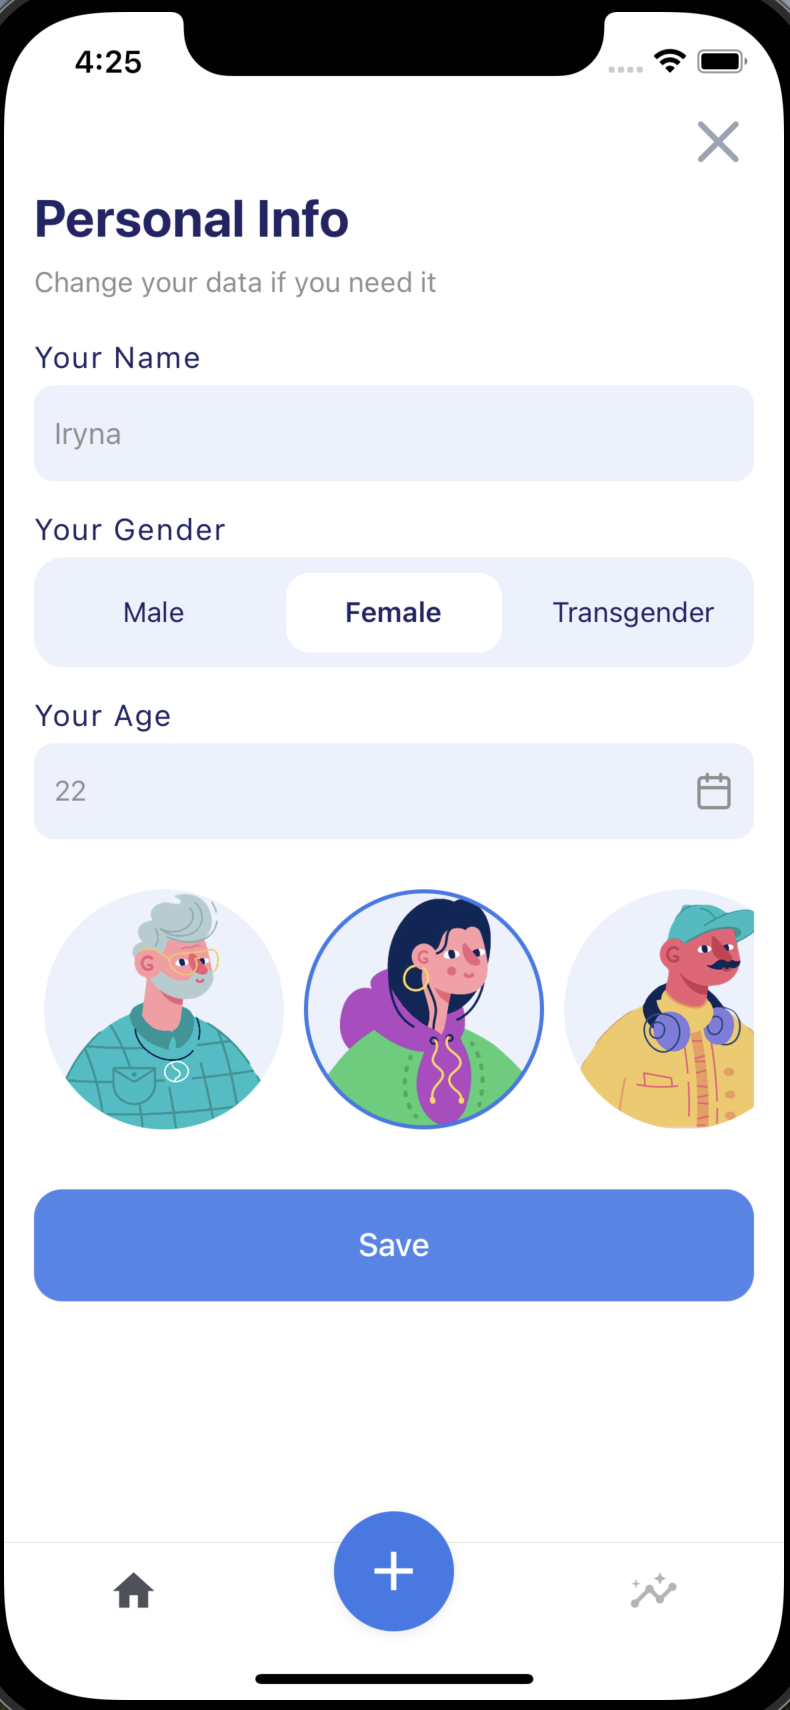 4:25
Personal Info
Change your data if you need it
Your Name
Iryna
Your Gender
Male Female Transgender
Your Age
22
Save